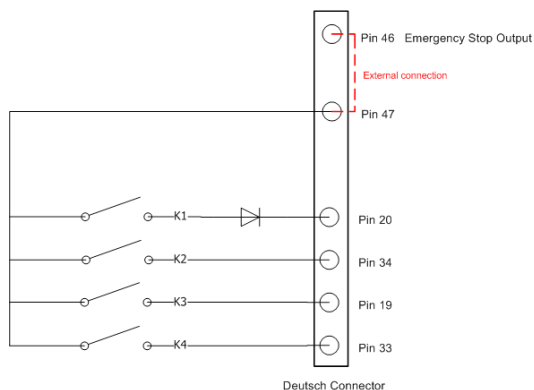 Pin 46 Emergency Stop Output
External connection
Pin 47
K1
Pin 20
K2
Pin 34
K3
Pin 19
K4
Pin 33
Deutsch Connector